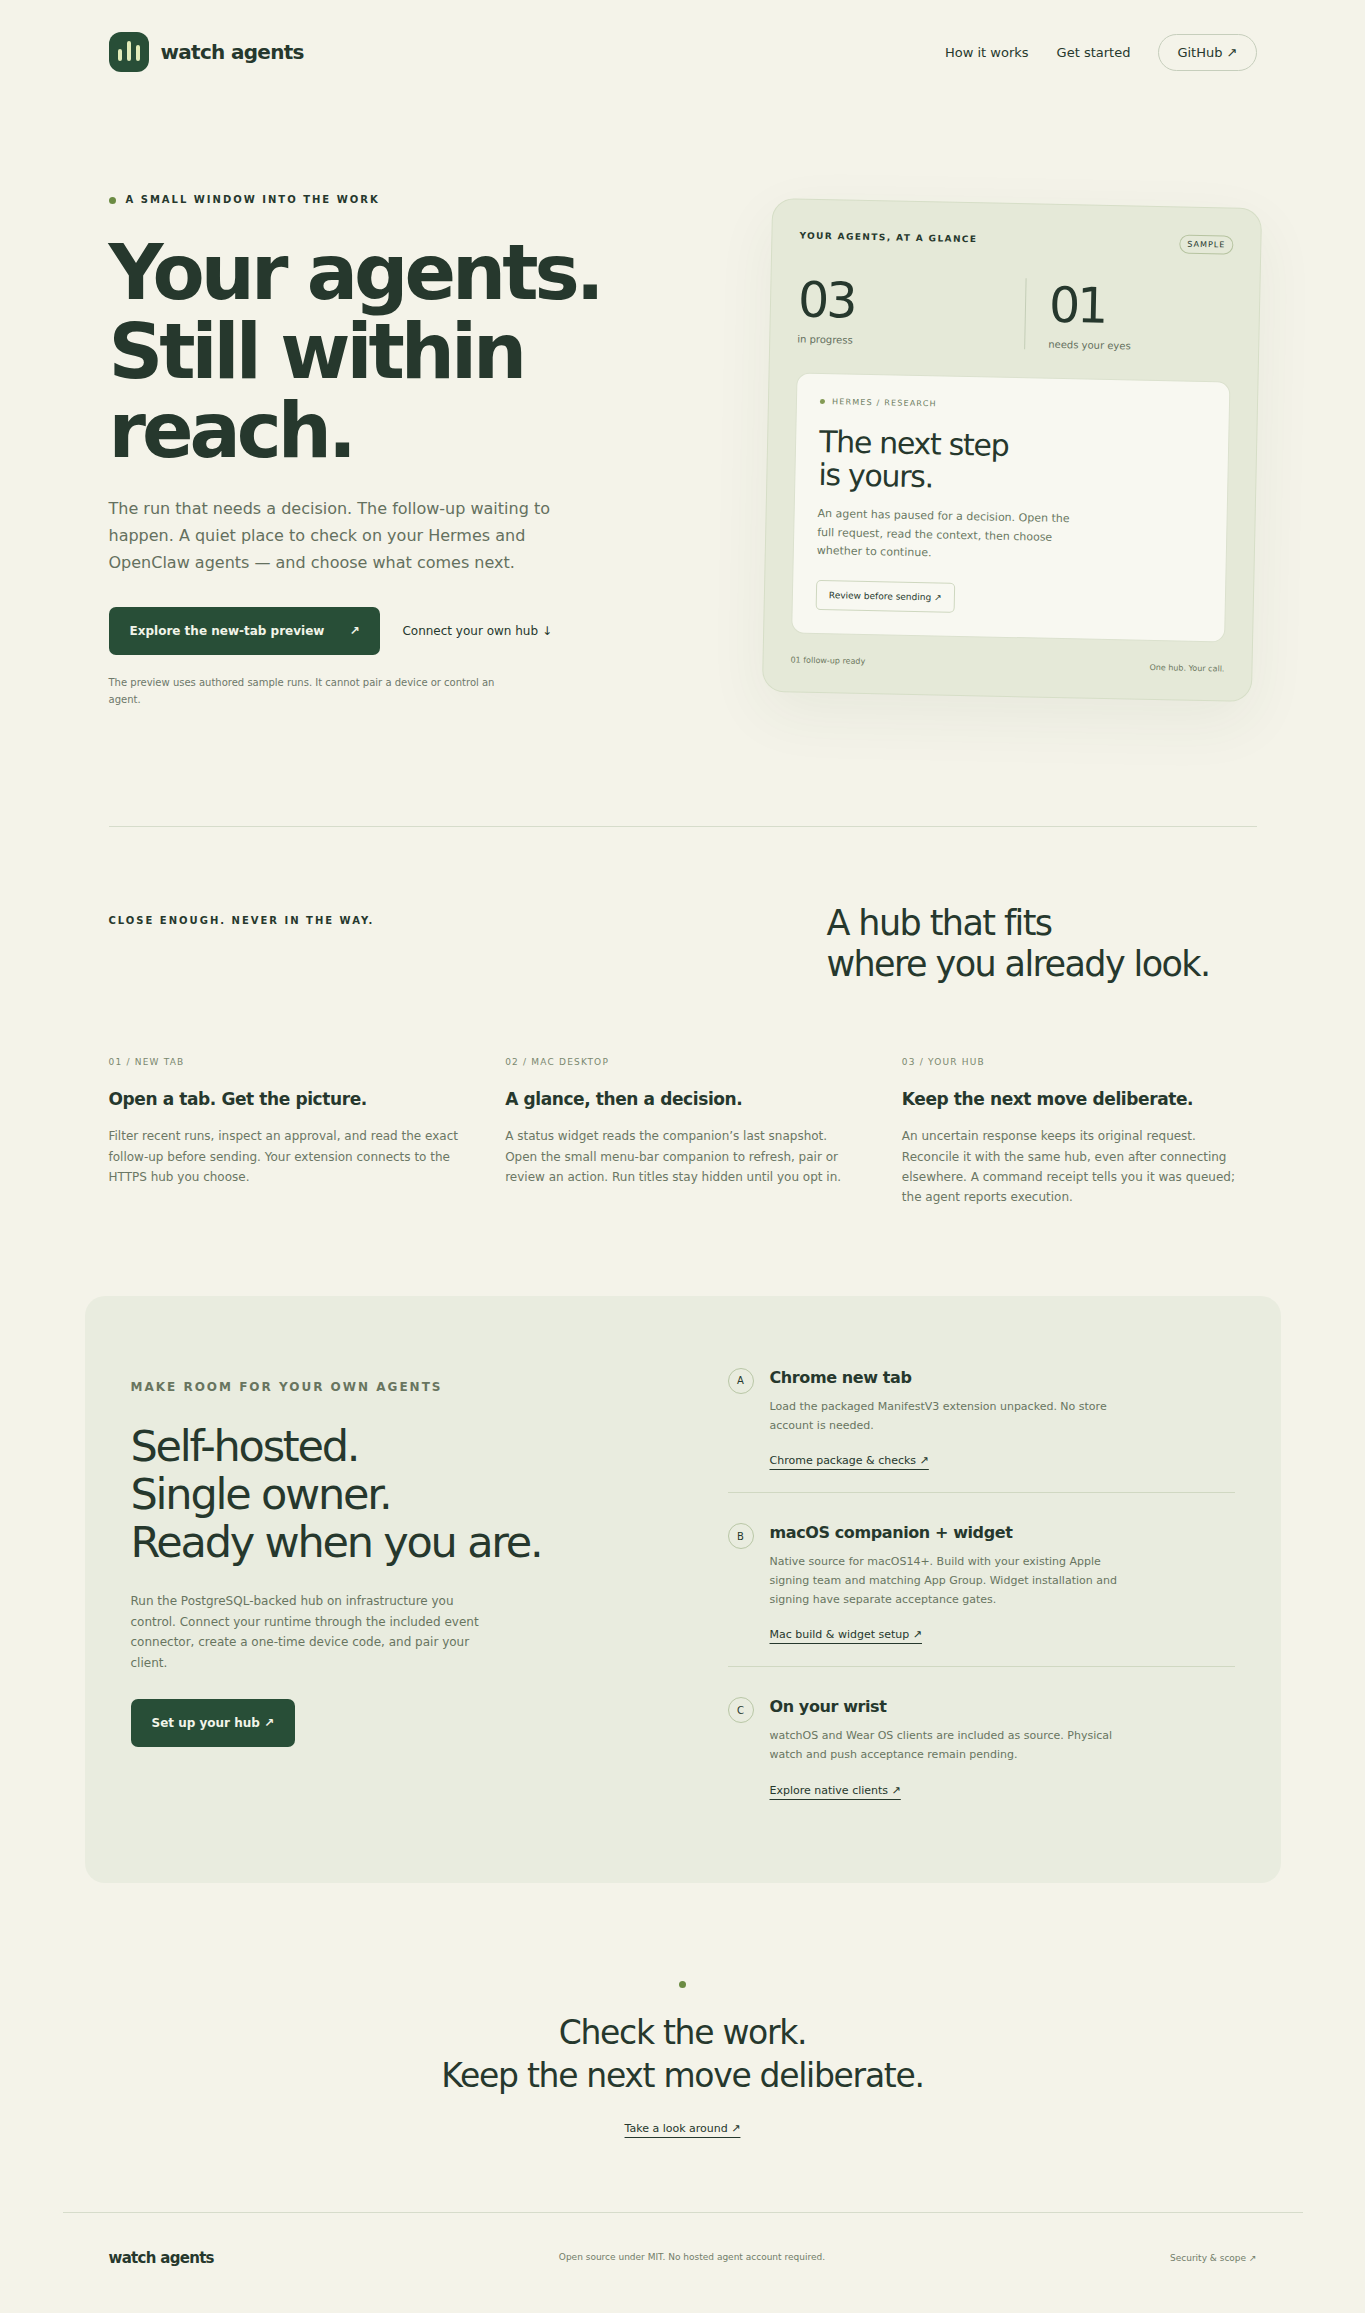 watch agents
How it works
Get started
GitHub ↗
A SMALL WINDOW INTO THE WORK
Your agents.
Still within
reach.
The run that needs a decision. The follow-up waiting to
happen. A quiet place to check on your Hermes and
OpenClaw agents — and choose what comes next.
Explore the new-tab preview ↗
Connect your own hub ↓
The preview uses authored sample runs. It cannot pair a device or control an
agent.
YOUR AGENTS, AT A GLANCE
SAMPLE
03
in progress
01
needs your eyes
HERMES / RESEARCH
The next step
is yours.
An agent has paused for a decision. Open the
full request, read the context, then choose
whether to continue.
Review before sending ↗
01 follow-up ready
One hub. Your call.
CLOSE ENOUGH. NEVER IN THE WAY.
A hub that fits
where you already look.
01 / NEW TAB
Open a tab. Get the picture.
Filter recent runs, inspect an approval, and read the exact
follow-up before sending. Your extension connects to the
HTTPS hub you choose.
02 / MAC DESKTOP
A glance, then a decision.
A status widget reads the companion’s last snapshot.
Open the small menu-bar companion to refresh, pair or
review an action. Run titles stay hidden until you opt in.
03 / YOUR HUB
Keep the next move deliberate.
An uncertain response keeps its original request.
Reconcile it with the same hub, even after connecting
elsewhere. A command receipt tells you it was queued;
the agent reports execution.
MAKE ROOM FOR YOUR OWN AGENTS
Self-hosted.
Single owner.
Ready when you are.
Run the PostgreSQL-backed hub on infrastructure you
control. Connect your runtime through the included event
connector, create a one-time device code, and pair your
client.
Set up your hub ↗
A
Chrome new tab
Load the packaged ManifestV3 extension unpacked. No store
account is needed.
Chrome package & checks ↗
B
macOS companion + widget
Native source for macOS14+. Build with your existing Apple
signing team and matching App Group. Widget installation and
signing have separate acceptance gates.
Mac build & widget setup ↗
C
On your wrist
watchOS and Wear OS clients are included as source. Physical
watch and push acceptance remain pending.
Explore native clients ↗
Check the work.
Keep the next move deliberate.
Take a look around ↗
watch agents
Open source under MIT. No hosted agent account required.
Security & scope ↗